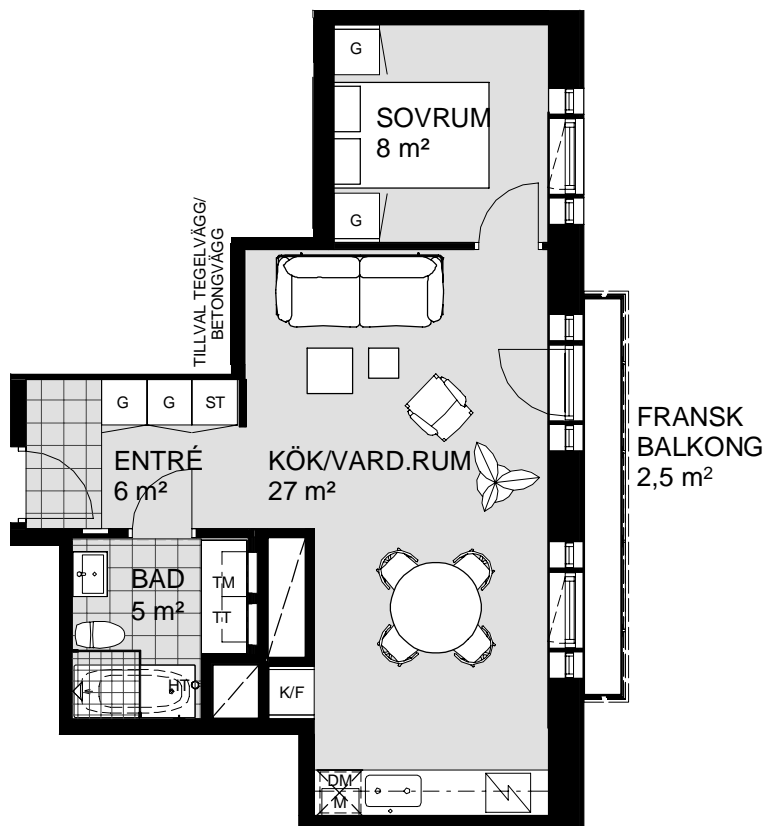 G
SOVRUM
8 m²
G
TILLVAL TEGELVÄGG/
BETONGVÄGG
G
G
ST
ENTRÉ
6 m²
KÖK/VARD.RUM
27 m²
FRANSK
BALKONG
2,5 m²
BAD
5 m²
TM
TT
HT
K/F
DM
M